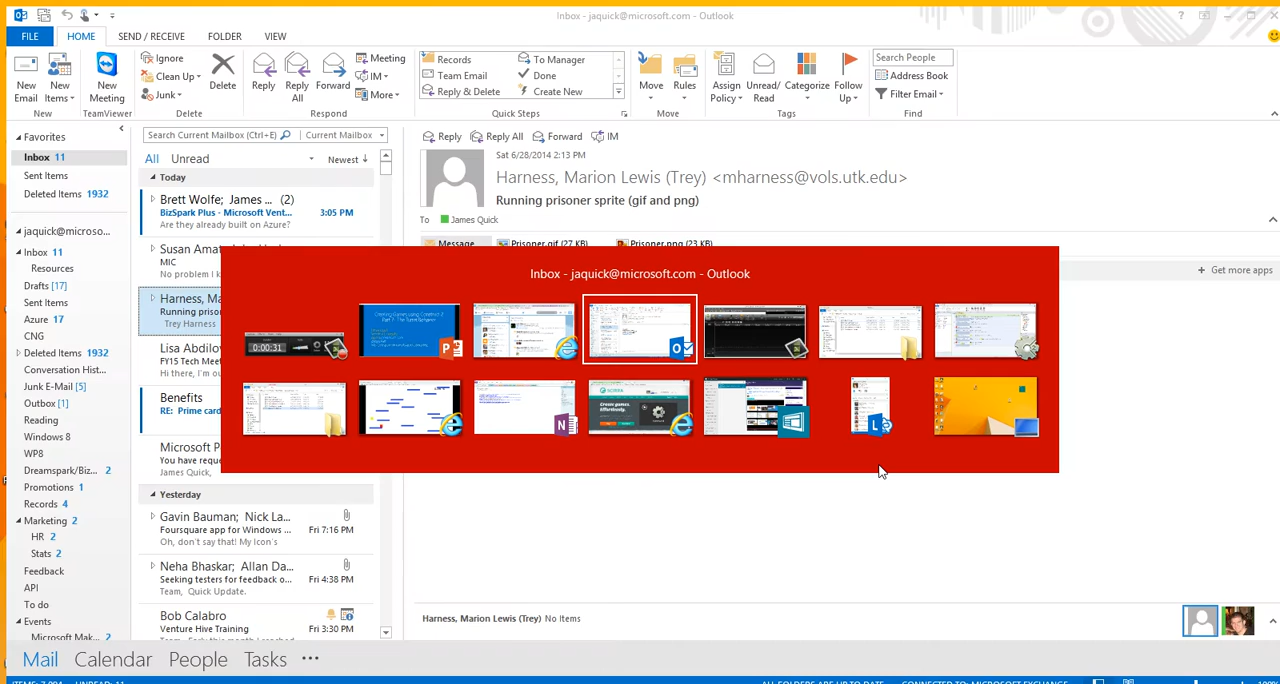 Inbox - jaquick@microsoft.com - Outlook
FILE HOME SEND / RECEIVE FOLDER VIEW
New Email
New Items
New Meeting
Ignore
Clean Up
Junk
Delete
Reply
Reply All
Forward
Meeting
IM
More
Records
Team Email
Reply & Delete
To Manager
Done
Create New
Move
Rules
Assign Policy
Unread/ Read
Categorize
Follow Up
Search People
Address Book
Filter Email
New TeamViewer Delete Respond Quick Steps Move Tags Find
Favorites
Inbox 11
Sent Items
Deleted Items 1932
jaquick@microso...
Inbox 11
Resources
Drafts [17]
Sent Items
Azure 17
CNG
Deleted Items 1932
Conversation Hist...
Junk E-Mail [5]
Outbox [1]
Reading
Windows 8
WP8
Dreamspark/Biz... 2
Promotions 1
Records 4
Marketing 2
HR 2
Stats 2
Feedback
API
To do
Events
Microsoft Mak... 2
Search Current Mailbox (Ctrl+E) Current Mailbox
All Unread Newest
Today
Brett Wolfe; James ... (2)
BizSpark Plus - Microsoft Vent... 3:05 PM
Are they already built on Azure?
Susan Ama
MIC
No problem I k
Harness, Ma
Running priso
Trey Harness
Lisa Abdilov
FY15 Tech Me
Hi there, I'm ou
Benefits
RE: Prime card
Microsoft P
You have reque
James Quick,
Yesterday
Gavin Bauman; Nick La...
Foursquare app for Windows ... Fri 7:16 PM
Oh, don't say that! My Icon's
Neha Bhaskar; Allan Da...
Seeking testers for feedback o... Fri 4:38 PM
Team, Quick Update.
Bob Calabro
Venture Hive Training Fri 3:30 PM
Reply Reply All Forward IM
Sat 6/28/2014 2:13 PM
Harness, Marion Lewis (Trey) <mharness@vols.utk.edu>
Running prisoner sprite (gif and png)
To James Quick
Message Prisoner.gif (27 KB) Prisoner.png (23 KB)
+ Get more apps
Inbox - jaquick@microsoft.com - Outlook
0:00:31
Harness, Marion Lewis (Trey) No Items
Mail Calendar People Tasks